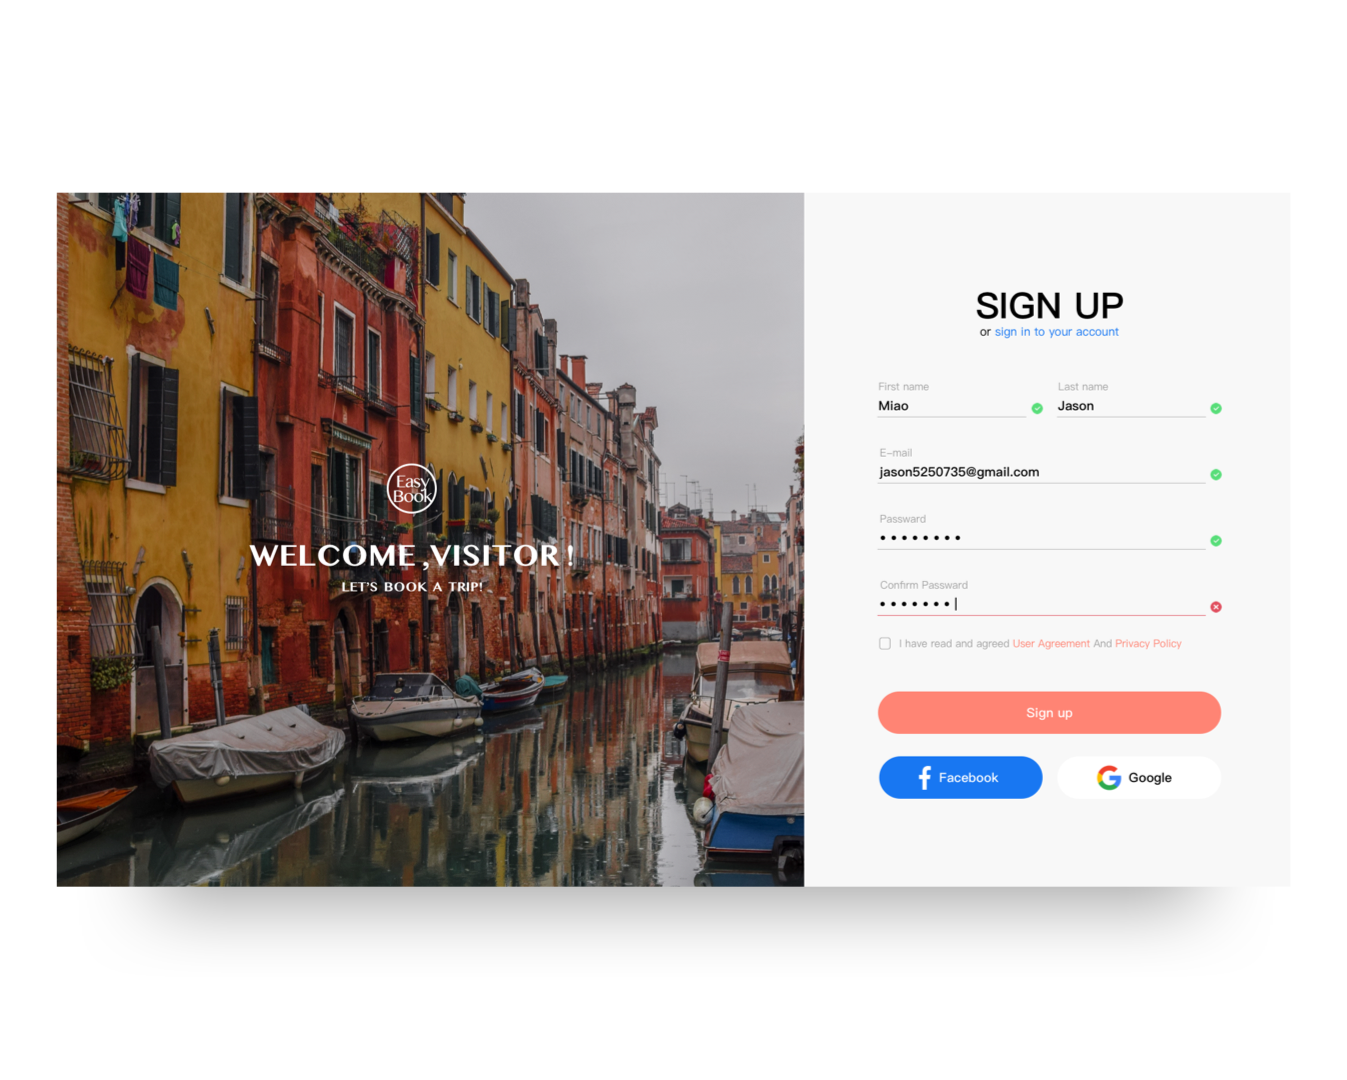 Easy
Book
WELCOME ,VISITOR !
LET'S BOOK A TRIP!
SIGN UP
or sign in to your account
First name
Last name
Miao
Jason
E-mail
jason5250735@gmail.com
Password
••••••••
Confirm Password
•••••••|
I have read and agreed User Agreement And Privacy Policy
Sign up
Facebook
Google